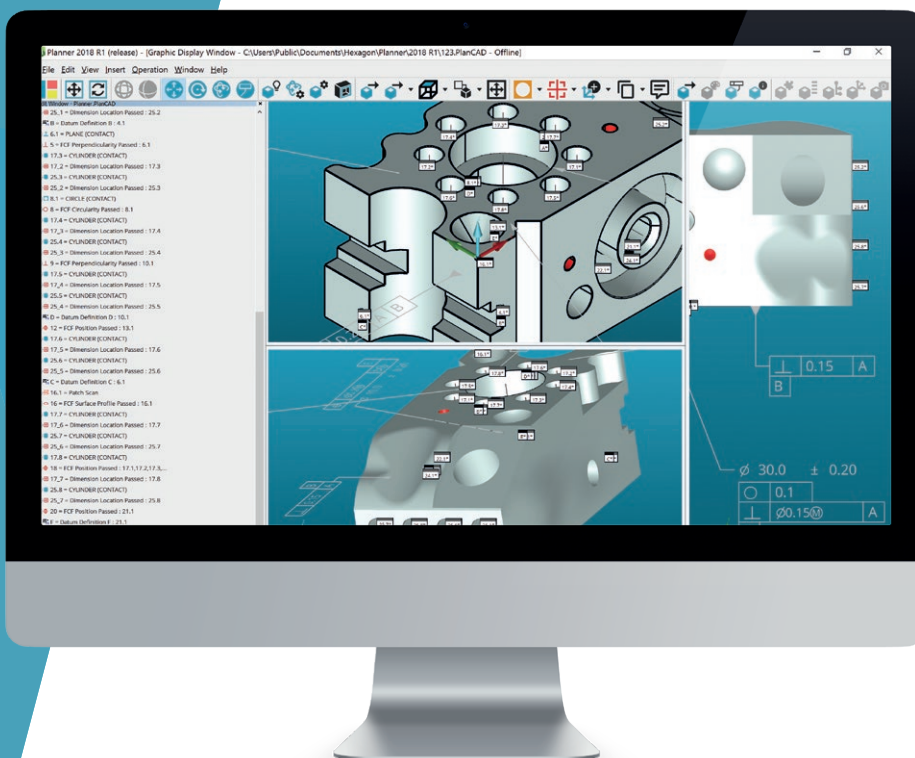 Planner 2018 R1 (release) - [Graphic Display Window - C:\Users\Public\Documents\Hexagon\Planner\2018 R1\123.PlanCAD - Offline]
File Edit View Insert Operation Window Help
Window - Planner.PlanCAD
25_1 = Dimension Location Passed : 25.2
B = Datum Definition B : 4.1
6.1 = PLANE (CONTACT)
5 = FCF Perpendicularity Passed : 6.1
17.3 = CYLINDER (CONTACT)
17_2 = Dimension Location Passed : 17.3
25.3 = CYLINDER (CONTACT)
25_2 = Dimension Location Passed : 25.3
8.1 = CIRCLE (CONTACT)
8 = FCF Circularity Passed : 8.1
17.4 = CYLINDER (CONTACT)
17_3 = Dimension Location Passed : 17.4
25.4 = CYLINDER (CONTACT)
25_3 = Dimension Location Passed : 25.4
9 = FCF Perpendicularity Passed : 10.1
17.5 = CYLINDER (CONTACT)
17_4 = Dimension Location Passed : 17.5
25.5 = CYLINDER (CONTACT)
25_4 = Dimension Location Passed : 25.5
D = Datum Definition D : 10.1
12 = FCF Position Passed : 13.1
17.6 = CYLINDER (CONTACT)
17_5 = Dimension Location Passed : 17.6
25.6 = CYLINDER (CONTACT)
25_5 = Dimension Location Passed : 25.6
C = Datum Definition C : 6.1
16.1 = Patch Scan
16 = FCF Surface Profile Passed : 16.1
17.7 = CYLINDER (CONTACT)
17_6 = Dimension Location Passed : 17.7
25.7 = CYLINDER (CONTACT)
25_6 = Dimension Location Passed : 25.7
17.8 = CYLINDER (CONTACT)
18 = FCF Position Passed : 17.1,17.2,17.3,...
17_7 = Dimension Location Passed : 17.8
25.8 = CYLINDER (CONTACT)
25_7 = Dimension Location Passed : 25.8
20 = FCF Position Passed : 21.1
E = Datum Definition E : 21.1
⊥ 0.15 A
B
Ø 30.0 ± 0.20
○ 0.1
⊥ Ø0.15Ⓜ A